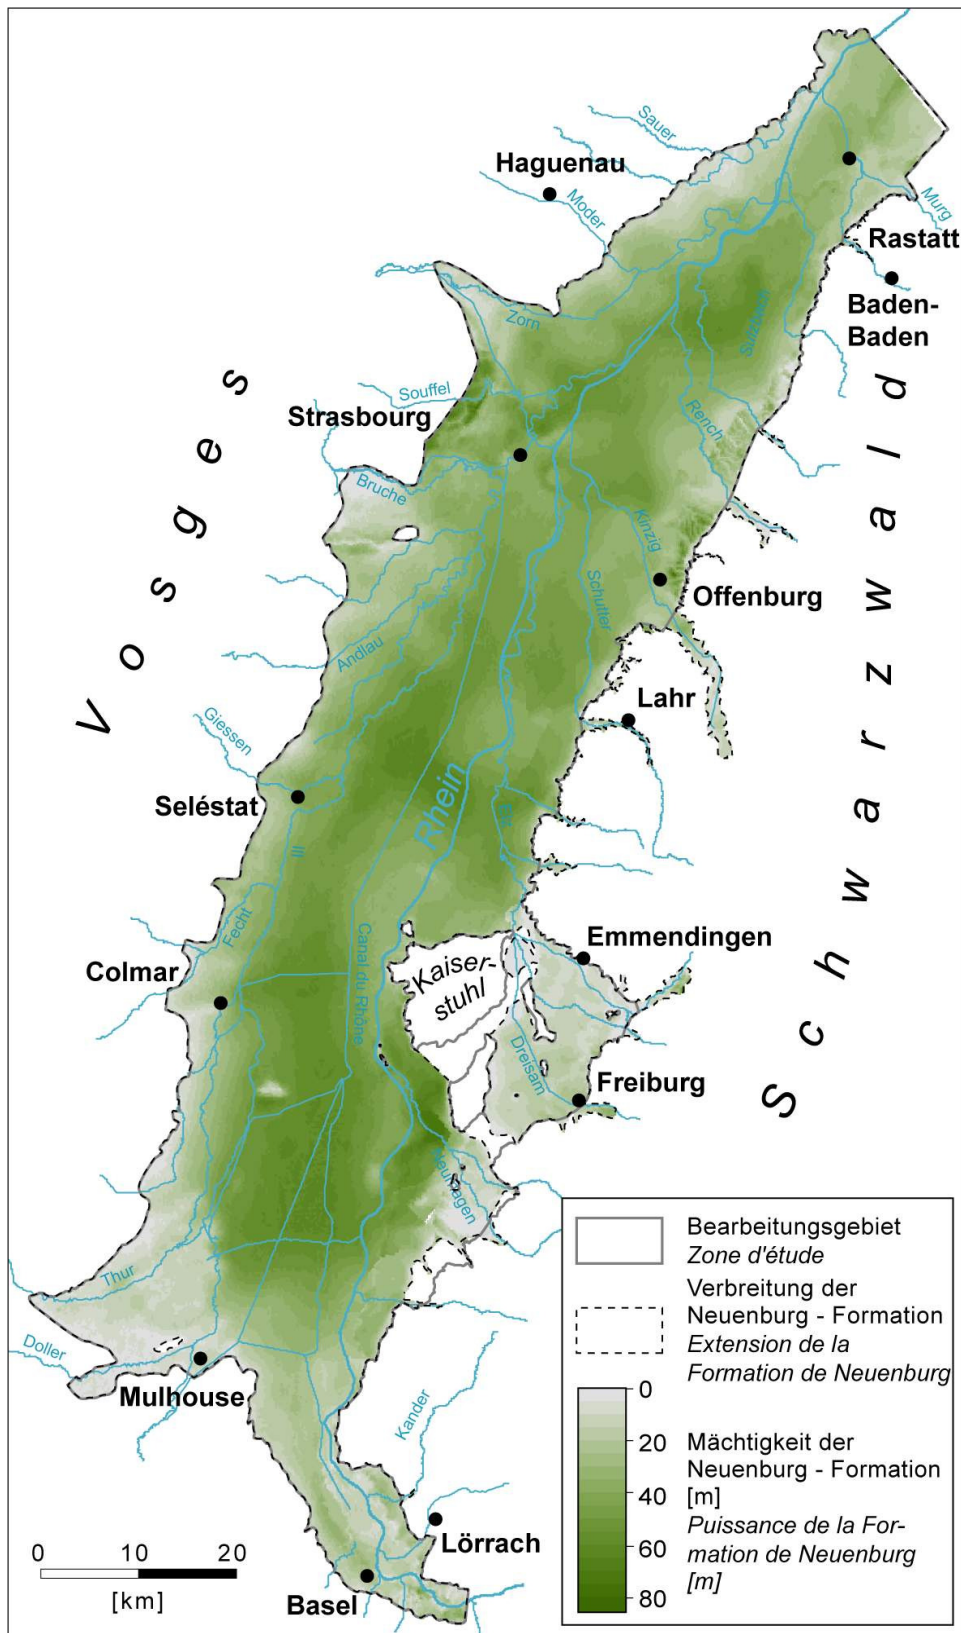 Sauer
Haguenau
Moder
Murg
Rastatt
Baden-
Baden
Zorn
Sulzbach
Souffel
Strasbourg
Rench
Bruche
Kinzig
Vosges
Offenburg
Schutter
Andlau
Lahr
Giessen
Schwarzwald
Seléstat
Rhein
Elz
Ill
Fecht
Emmendingen
Colmar
Canal du Rhône
Kaiser-
stuhl
Dreisam
Freiburg
Neumagen
Thur
Doller
Mulhouse
Kander
Lörrach
Basel
0 10 20
[km]
Bearbeitungsgebiet
Zone d'étude
Verbreitung der
Neuenburg - Formation
Extension de la
Formation de Neuenburg
0
20
40
60
80
Mächtigkeit der
Neuenburg - Formation
[m]
Puissance de la For-
mation de Neuenburg
[m]